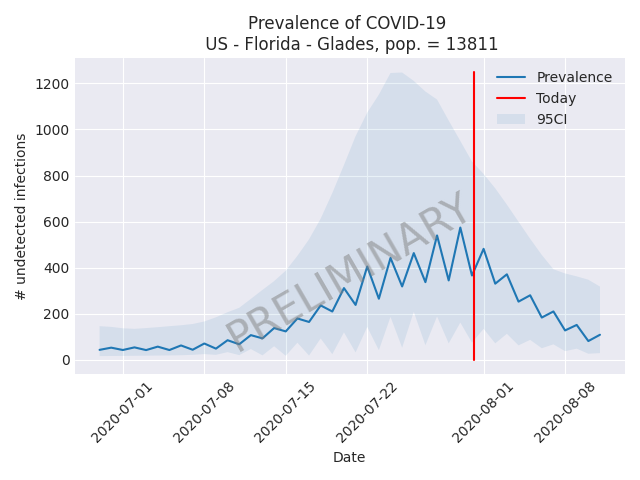 Prevalence of COVID-19
US - Florida - Glades, pop. = 13811
Prevalence
Today
95CI
1200
1000
800
600
400
200
0
# undetected infections
PRELIMINARY
2020-07-01
2020-07-08
2020-07-15
2020-07-22
2020-08-01
2020-08-08
Date